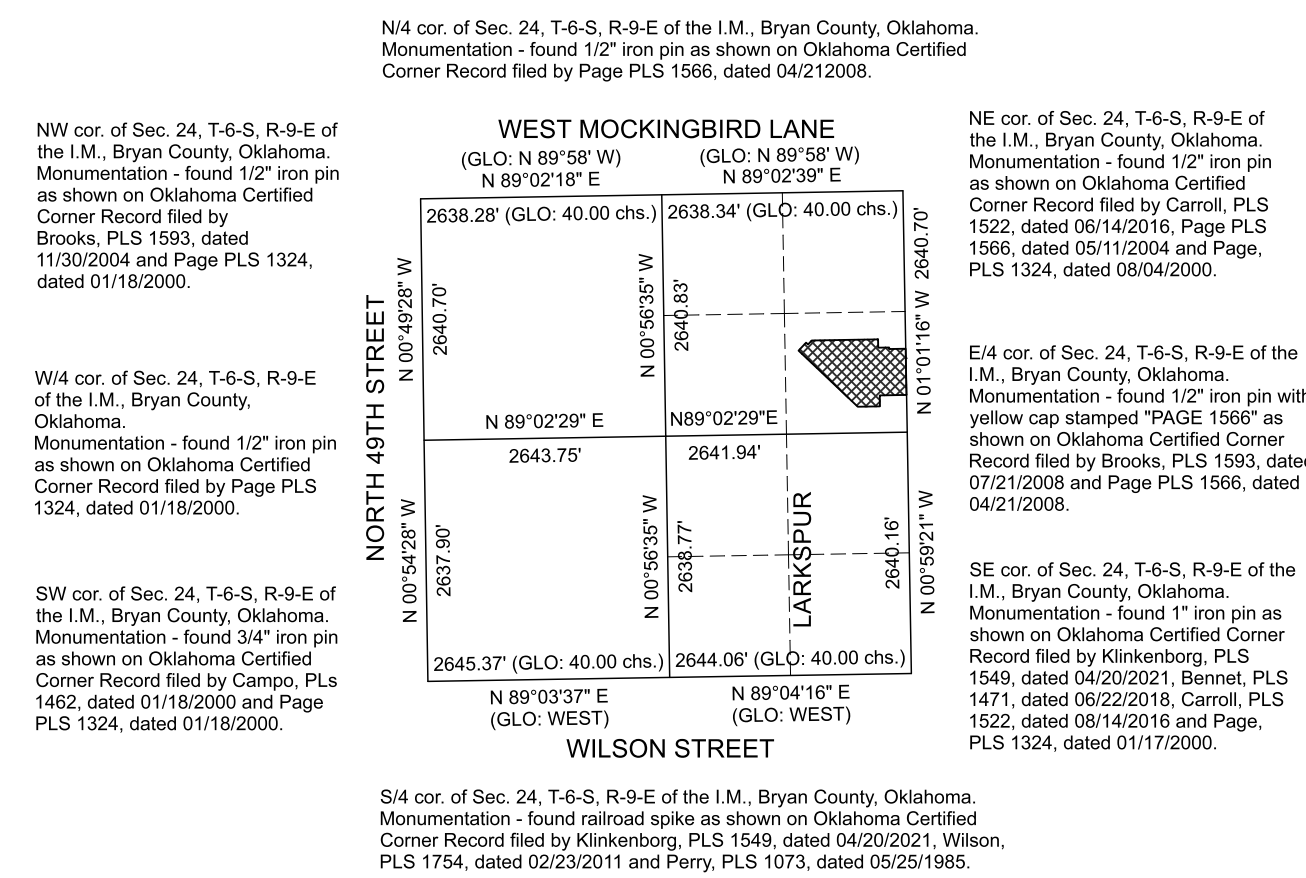 N/4 cor. of Sec. 24, T-6-S, R-9-E of the I.M., Bryan County, Oklahoma.
Monumentation - found 1/2" iron pin as shown on Oklahoma Certified
Corner Record filed by Page PLS 1566, dated 04/212008.
NW cor. of Sec. 24, T-6-S, R-9-E of
the I.M., Bryan County, Oklahoma.
Monumentation - found 1/2" iron pin
as shown on Oklahoma Certified
Corner Record filed by
Brooks, PLS 1593, dated
11/30/2004 and Page PLS 1324,
dated 01/18/2000.
W/4 cor. of Sec. 24, T-6-S, R-9-E
of the I.M., Bryan County,
Oklahoma.
Monumentation - found 1/2" iron pin
as shown on Oklahoma Certified
Corner Record filed by Page PLS
1324, dated 01/18/2000.
SW cor. of Sec. 24, T-6-S, R-9-E of
the I.M., Bryan County, Oklahoma.
Monumentation - found 3/4" iron pin
as shown on Oklahoma Certified
Corner Record filed by Campo, PLs
1462, dated 01/18/2000 and Page
PLS 1324, dated 01/18/2000.
WEST MOCKINGBIRD LANE
(GLO: N 89°58' W)
N 89°02'18" E
(GLO: N 89°58' W)
N 89°02'39" E
2638.28' (GLO: 40.00 chs.)
2638.34' (GLO: 40.00 chs.)
NORTH 49TH STREET
N 00°49'28" W
2640.70'
N 00°56'35" W
2640.83'
N 01°01'16" W 2640.70'
N 89°02'29" E
N89°02'29"E
2643.75'
2641.94'
N 00°54'28" W
2637.90'
N 00°56'35" W
2638.77'
LARKSPUR
2640.16'
N 00°59'21" W
2645.37' (GLO: 40.00 chs.)
2644.06' (GLO: 40.00 chs.)
N 89°03'37" E
(GLO: WEST)
N 89°04'16" E
(GLO: WEST)
WILSON STREET
NE cor. of Sec. 24, T-6-S, R-9-E of
the I.M., Bryan County, Oklahoma.
Monumentation - found 1/2" iron pin
as shown on Oklahoma Certified
Corner Record filed by Carroll, PLS
1522, dated 06/14/2016, Page PLS
1566, dated 05/11/2004 and Page,
PLS 1324, dated 08/04/2000.
E/4 cor. of Sec. 24, T-6-S, R-9-E of the
I.M., Bryan County, Oklahoma.
Monumentation - found 1/2" iron pin with
yellow cap stamped "PAGE 1566" as
shown on Oklahoma Certified Corner
Record filed by Brooks, PLS 1593, dated
07/21/2008 and Page PLS 1566, dated
04/21/2008.
SE cor. of Sec. 24, T-6-S, R-9-E of the
I.M., Bryan County, Oklahoma.
Monumentation - found 1" iron pin as
shown on Oklahoma Certified Corner
Record filed by Klinkenborg, PLS
1549, dated 04/20/2021, Bennet, PLS
1471, dated 06/22/2018, Carroll, PLS
1522, dated 08/14/2016 and Page,
PLS 1324, dated 01/17/2000.
S/4 cor. of Sec. 24, T-6-S, R-9-E of the I.M., Bryan County, Oklahoma.
Monumentation - found railroad spike as shown on Oklahoma Certified
Corner Record filed by Klinkenborg, PLS 1549, dated 04/20/2021, Wilson,
PLS 1754, dated 02/23/2011 and Perry, PLS 1073, dated 05/25/1985.